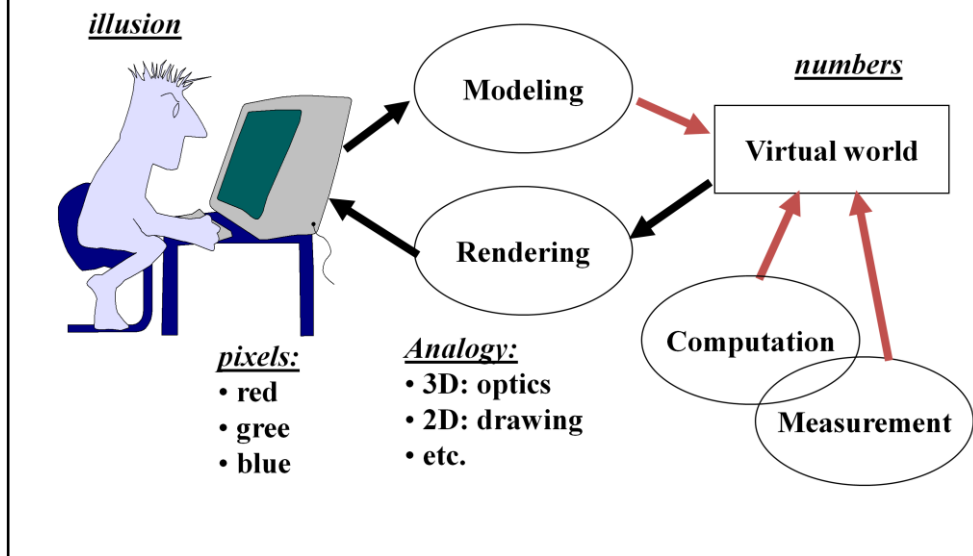 illusion
Modeling
numbers
Virtual world
Rendering
Computation
Measurement
pixels:
• red
• gree
• blue
Analogy:
• 3D: optics
• 2D: drawing
• etc.